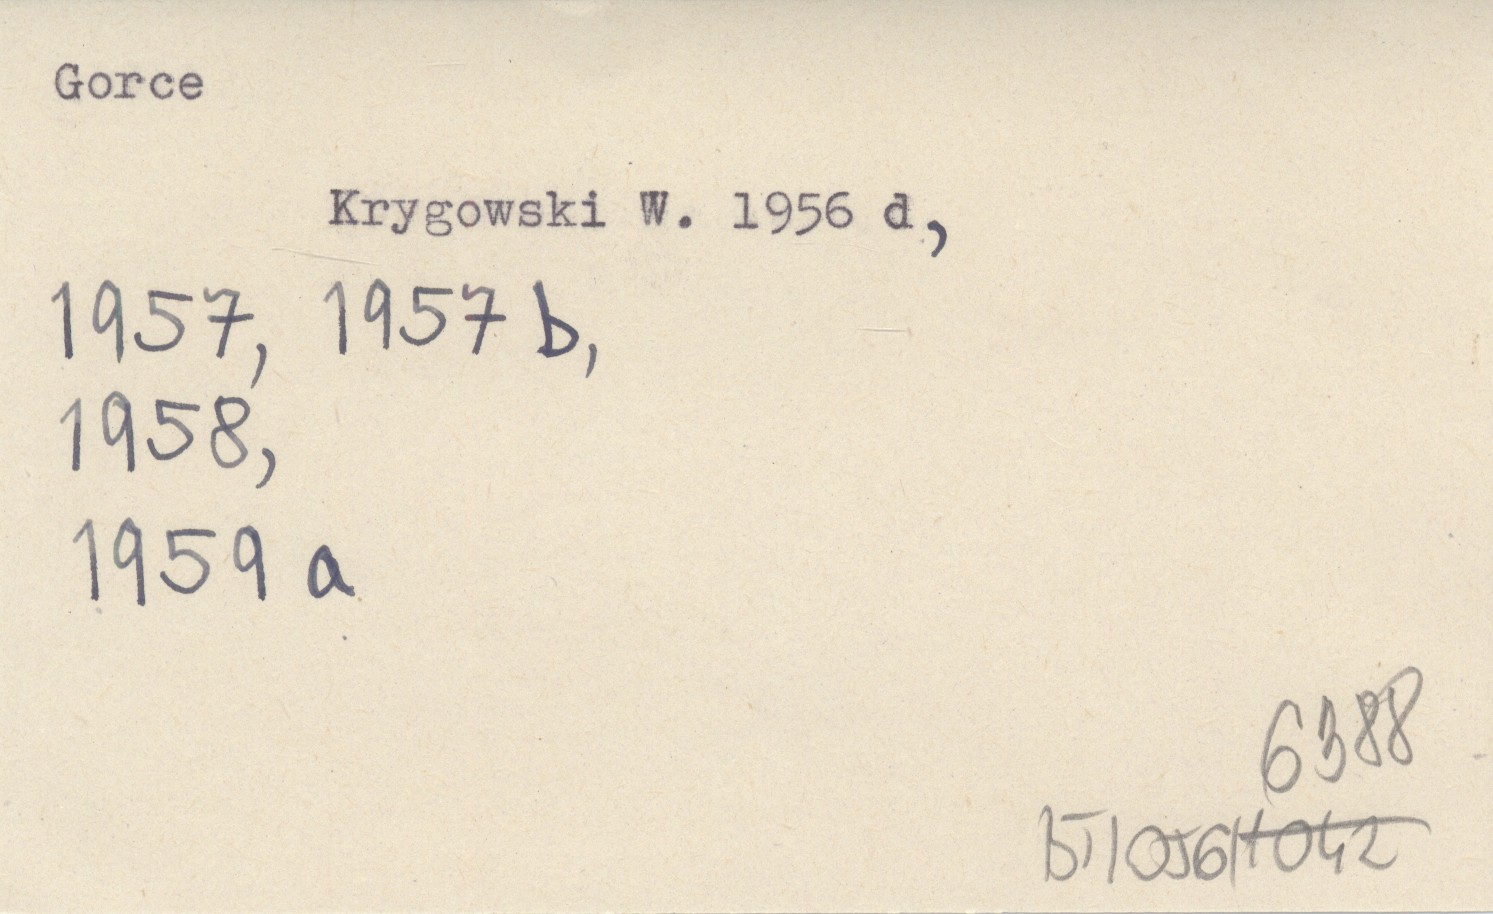 Gorce
Krygowski W. 1956 d,
1957, 1957 b,
1958,
1959 a
6388